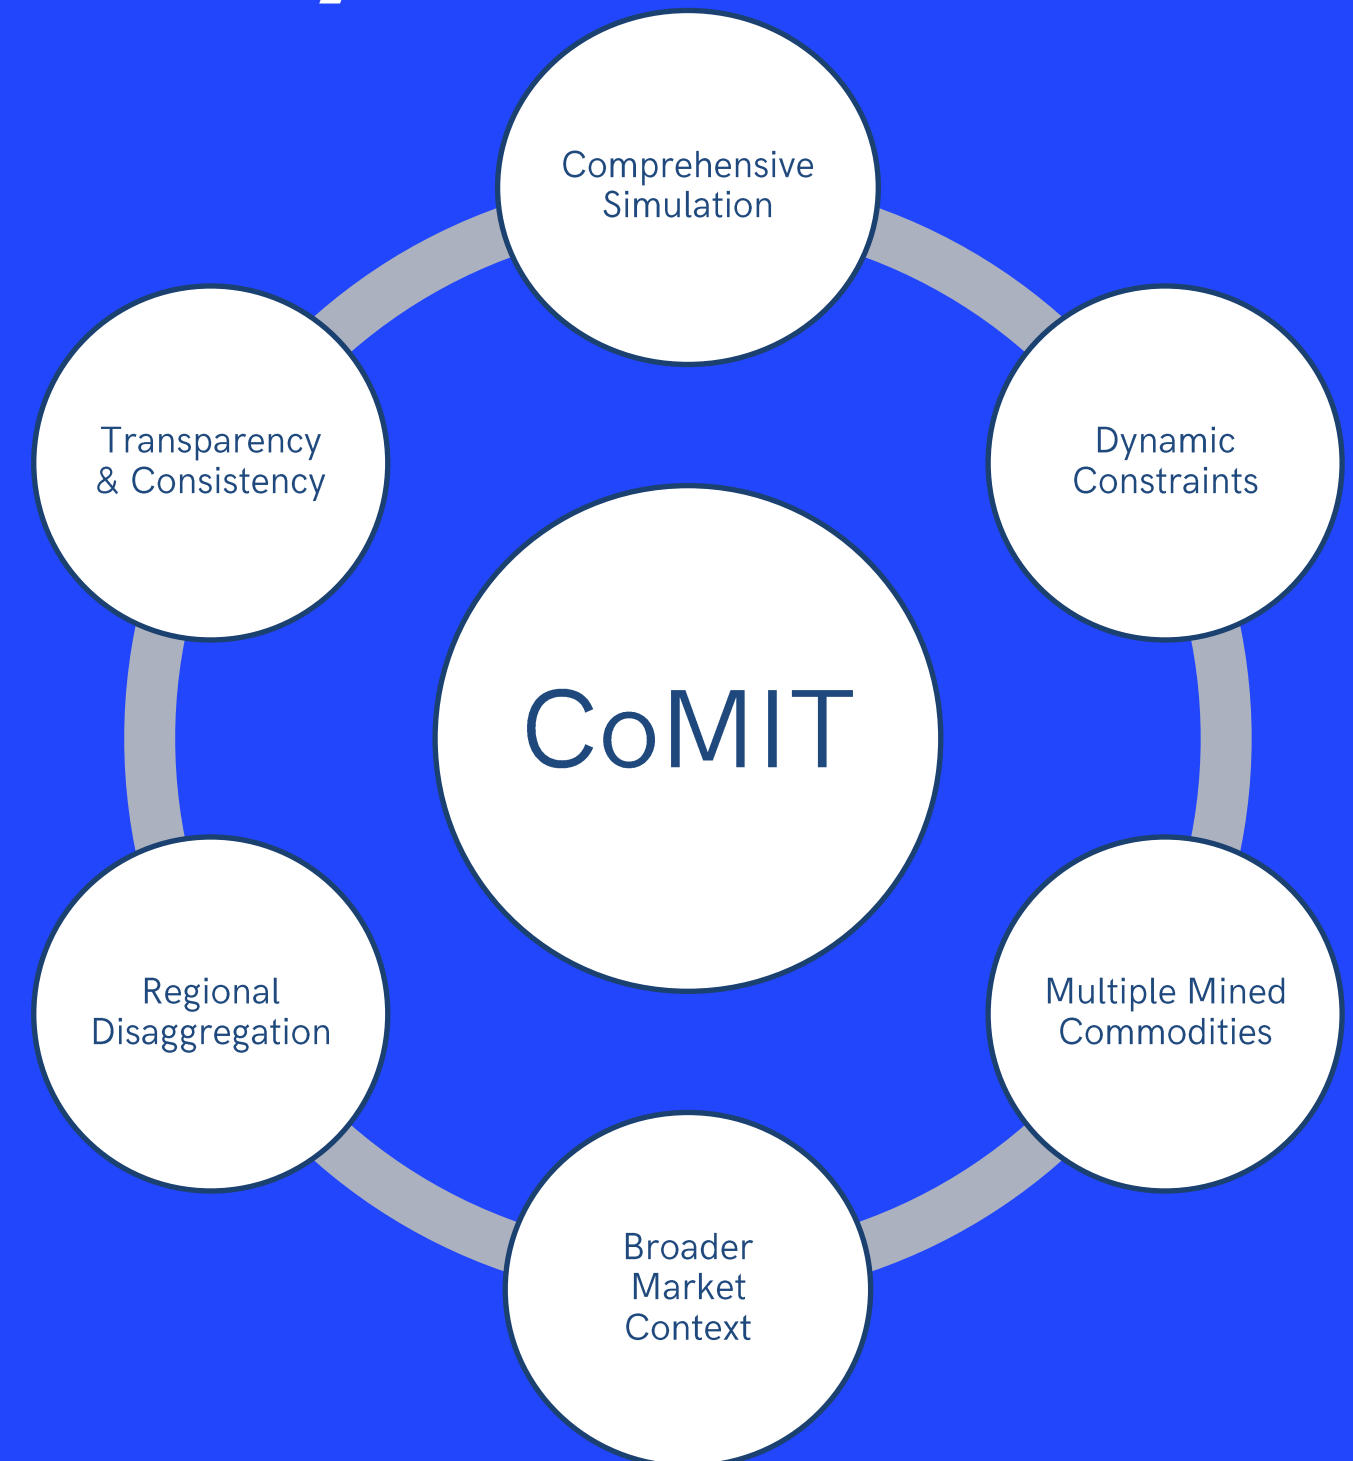 Comprehensive
Simulation
Dynamic
Constraints
Multiple Mined
Commodities
Broader
Market
Context
Regional
Disaggregation
Transparency
& Consistency
CoMIT